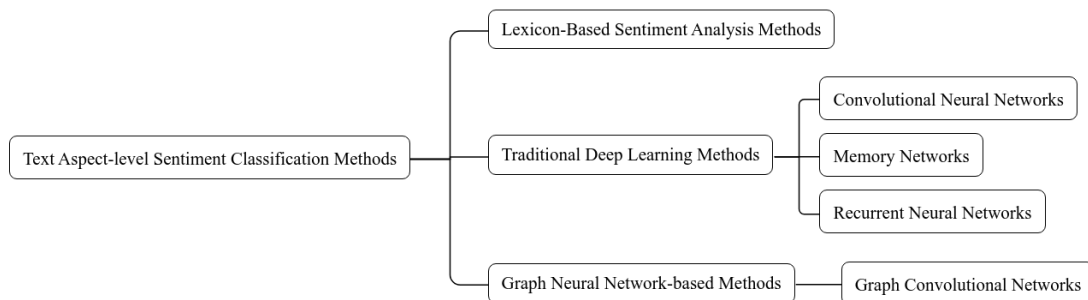 Text Aspect-level Sentiment Classification Methods
Lexicon-Based Sentiment Analysis Methods
Traditional Deep Learning Methods
Convolutional Neural Networks
Memory Networks
Recurrent Neural Networks
Graph Neural Network-based Methods
Graph Convolutional Networks